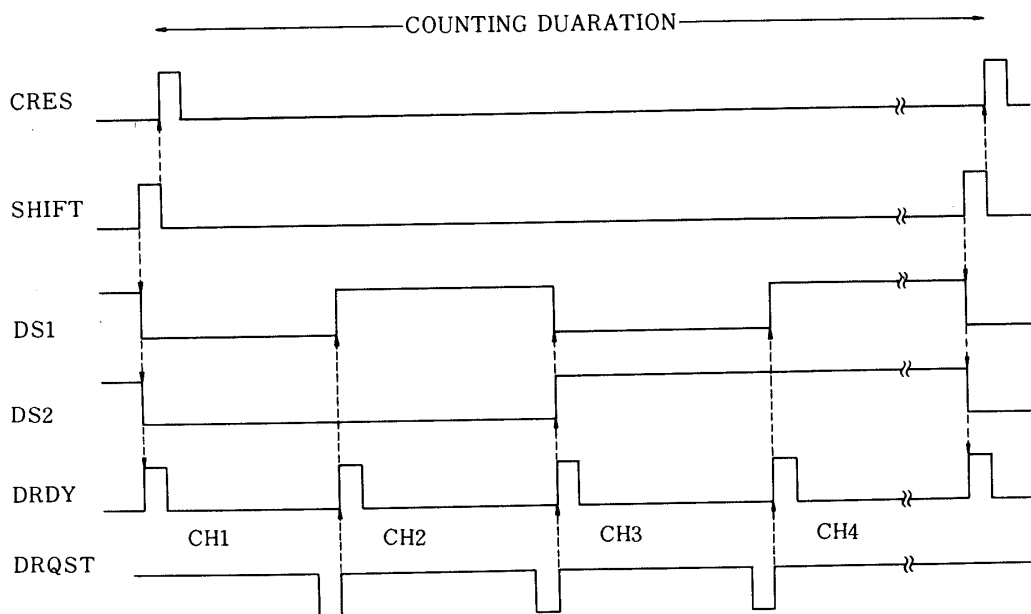 COUNTING DUARATION
CRES
SHIFT
DS1
DS2
DRDY
CH1 CH2 CH3 CH4
DRQST